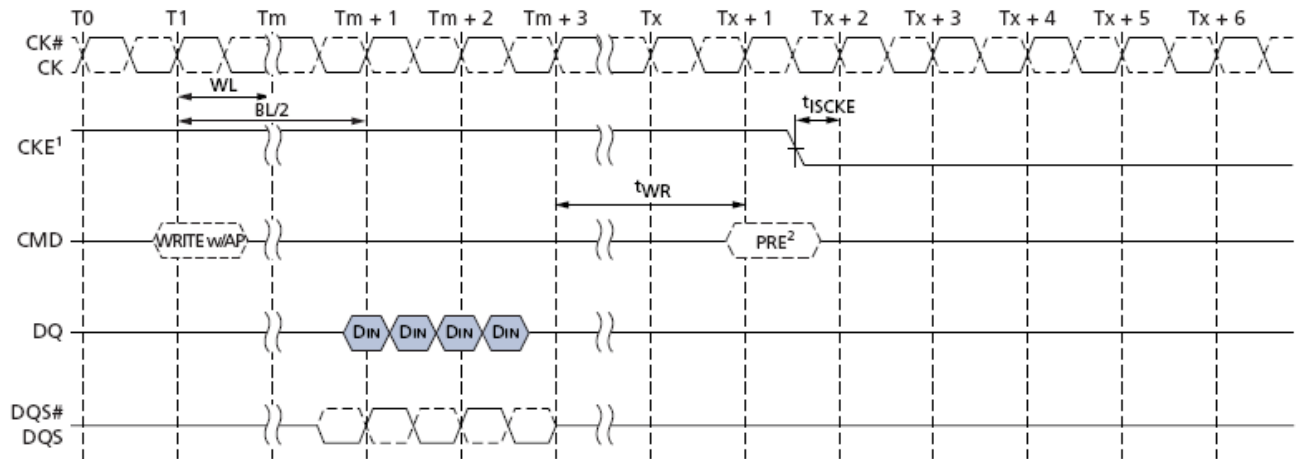 T0 T1 Tm Tm + 1 Tm + 2 Tm + 3 Tx Tx + 1 Tx + 2 Tx + 3 Tx + 4 Tx + 5 Tx + 6
CK#
CK
WL
BL/2
tISCKE
CKE1
tWR
CMD WRITE w/AP PRE2
DQ DIN DIN DIN DIN
DQS#
DQS